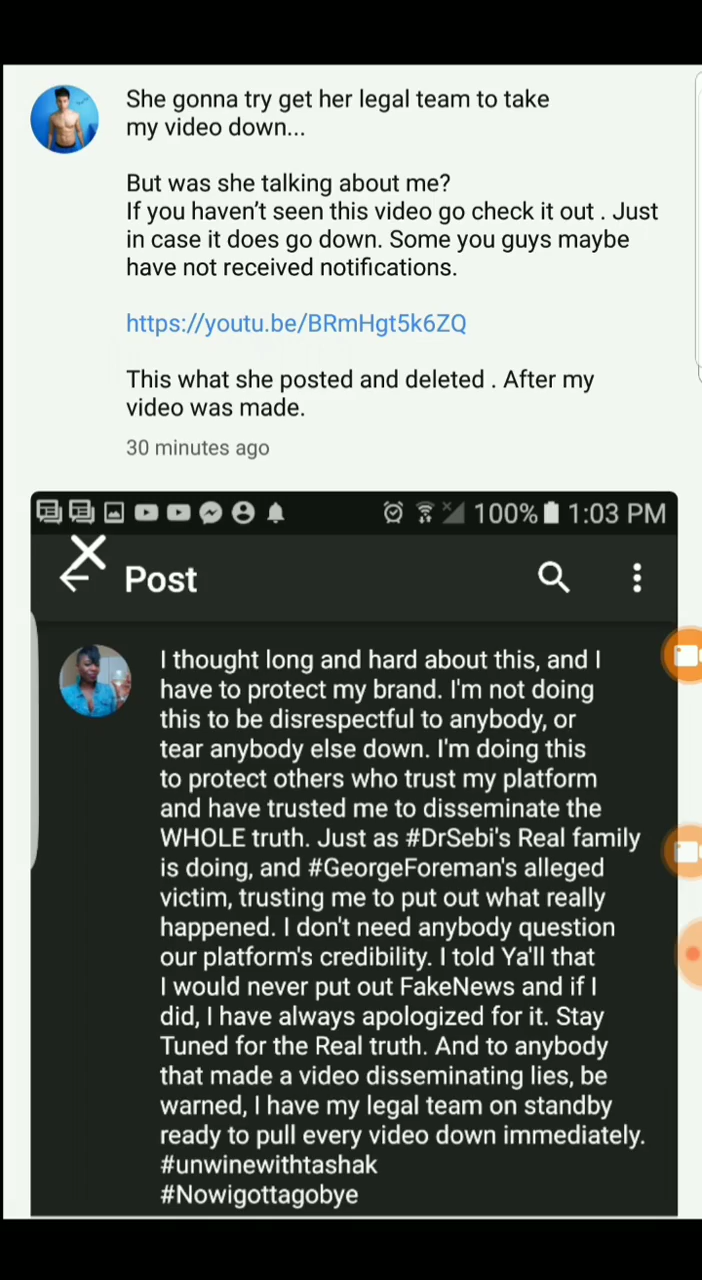 She gonna try get her legal team to take
my video down...
But was she talking about me?
If you haven't seen this video go check it out . Just
in case it does go down. Some you guys maybe
have not received notifications.
https://youtu.be/BRmHgt5k6ZQ
This what she posted and deleted . After my
video was made.
30 minutes ago
100% 1:03 PM
Post
I thought long and hard about this, and I
have to protect my brand. I'm not doing
this to be disrespectful to anybody, or
tear anybody else down. I'm doing this
to protect others who trust my platform
and have trusted me to disseminate the
WHOLE truth. Just as #DrSebi's Real family
is doing, and #GeorgeForeman's alleged
victim, trusting me to put out what really
happened. I don't need anybody question
our platform's credibility. I told Ya'll that
I would never put out FakeNews and if I
did, I have always apologized for it. Stay
Tuned for the Real truth. And to anybody
that made a video disseminating lies, be
warned, I have my legal team on standby
ready to pull every video down immediately.
#unwinewithtashak
#Nowigottagobye